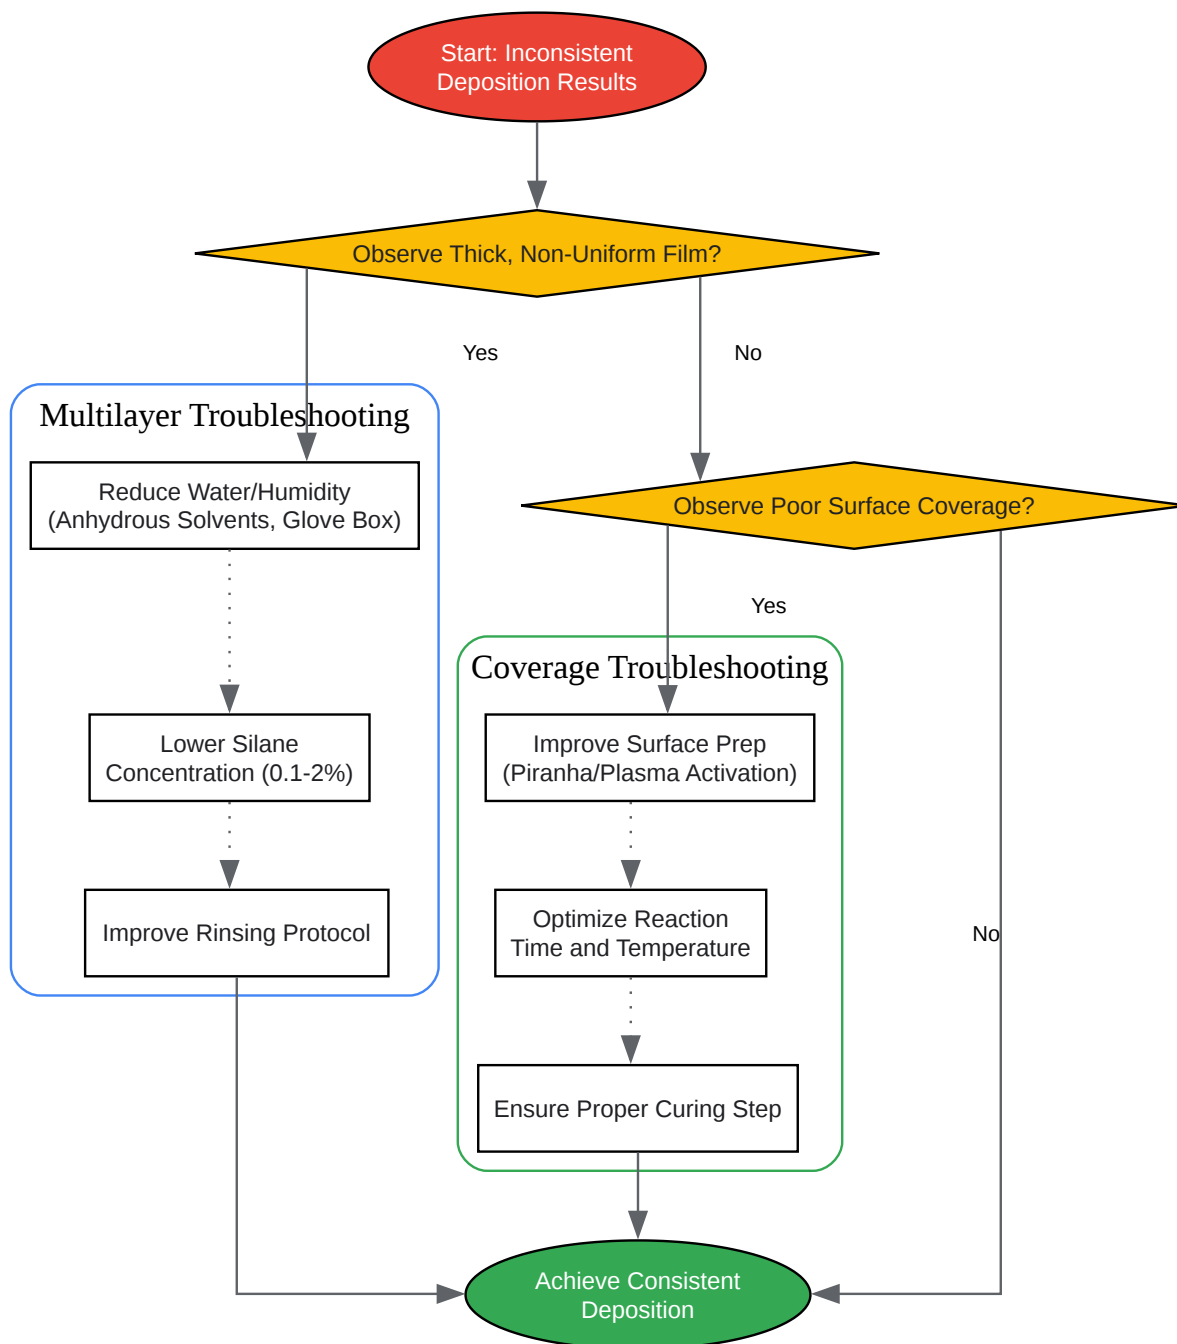 Start: Inconsistent
Deposition Results
Observe Thick, Non-Uniform Film?
Yes
No
Multilayer Troubleshooting
Reduce Water/Humidity
(Anhydrous Solvents, Glove Box)
Lower Silane
Concentration (0.1-2%)
Improve Rinsing Protocol
Observe Poor Surface Coverage?
Yes
No
Coverage Troubleshooting
Improve Surface Prep
(Piranha/Plasma Activation)
Optimize Reaction
Time and Temperature
Ensure Proper Curing Step
Achieve Consistent
Deposition